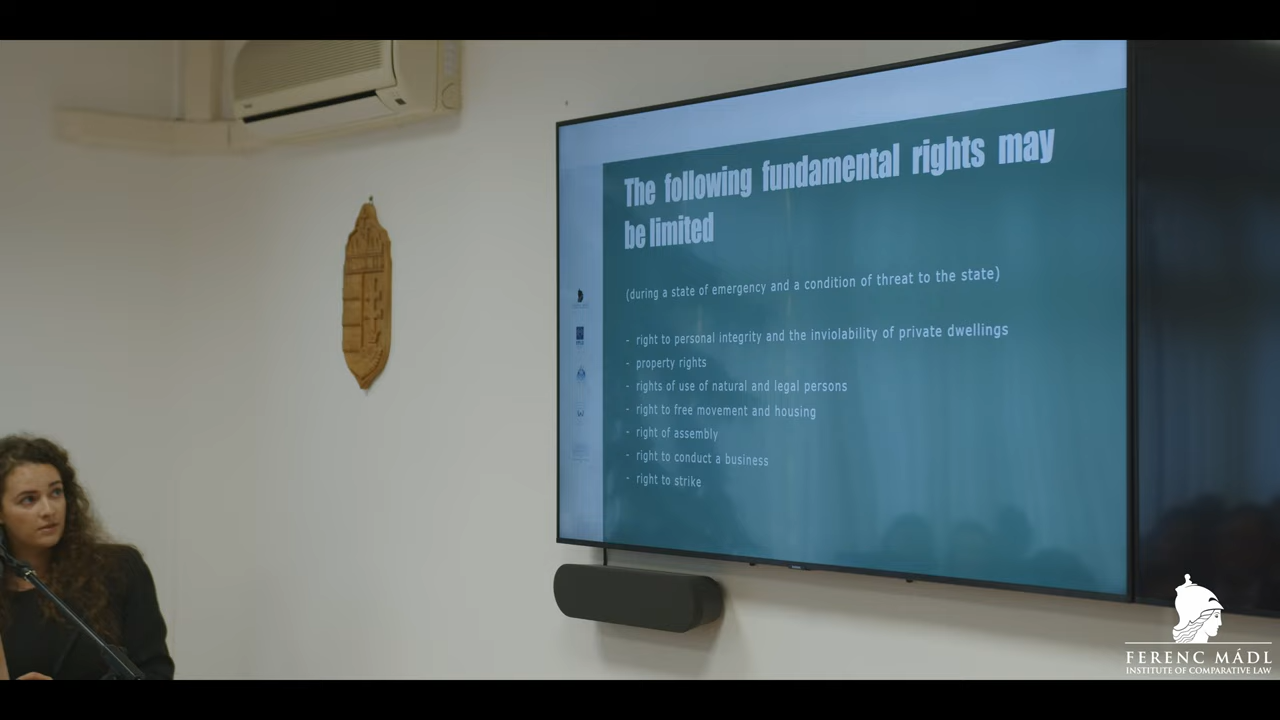 The following fundamental rights may
be limited
(during a state of emergency and a condition of threat to the state)
- right to personal integrity and the inviolability of private dwellings
- property rights
- rights of use of natural and legal persons
- right to free movement and housing
- right of assembly
- right to conduct a business
- right to strike
FERENC MÁDL
INSTITUTE OF COMPARATIVE LAW